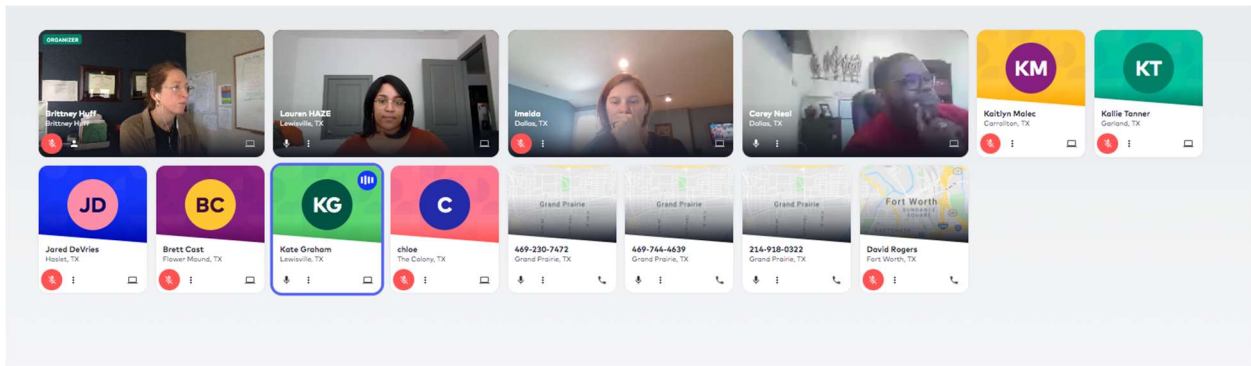 ORGANIZER
Brittney Huff
Brittney Huff
Lauren HAZE
Lewisville, TX
Imelda
Dallas, TX
Carey Neal
Dallas, TX
KM
Kaitlyn Malec
Carrollton, TX
KT
Kallie Tanner
Garland, TX
JD
Jared DeVries
Haslet, TX
BC
Brett Cast
Flower Mound, TX
KG
Kate Graham
Lewisville, TX
C
chloe
The Colony, TX
Grand Prairie
469-230-7472
Grand Prairie, TX
Grand Prairie
469-744-4639
Grand Prairie, TX
Grand Prairie
214-918-0322
Grand Prairie, TX
Fort Worth
SUNDANCE
SQUARE
David Rogers
Fort Worth, TX